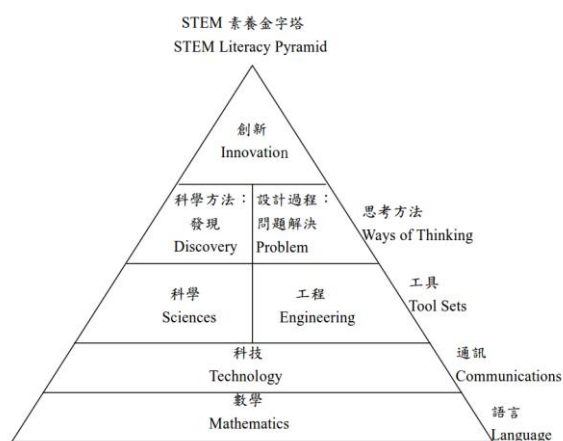 STEM 素養金字塔
STEM Literacy Pyramid
創新
Innovation
科學方法：
發現
Discovery
設計過程：
問題解決
Problem
思考方法
Ways of Thinking
科學
Sciences
工程
Engineering
工具
Tool Sets
科技
Technology
通訊
Communications
數學
Mathematics
語言
Language